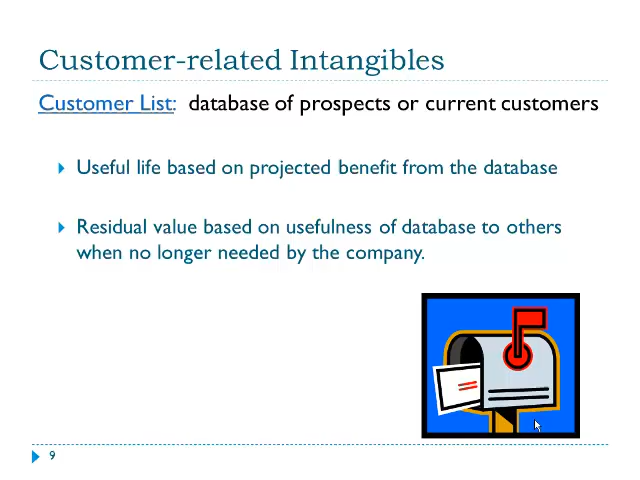 Customer-related Intangibles
Customer List: database of prospects or current customers
Useful life based on projected benefit from the database
Residual value based on usefulness of database to others
when no longer needed by the company.
9